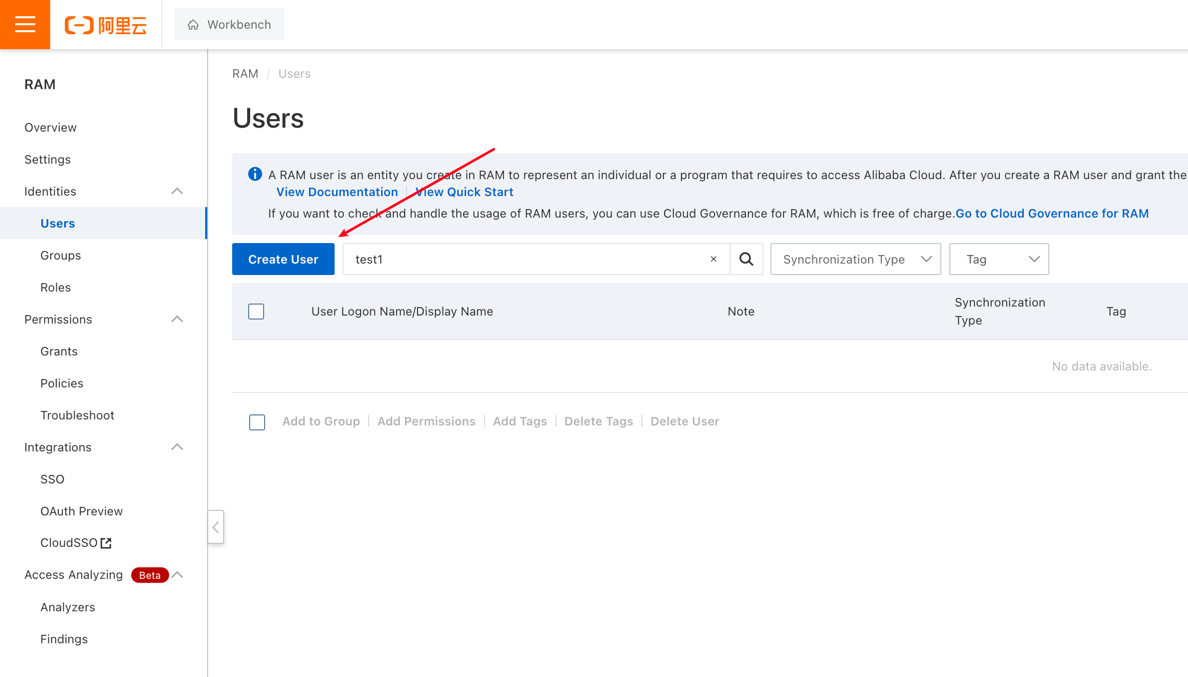 阿里云
Workbench
RAM
Overview
Settings
Identities
Users
Groups
Roles
Permissions
Grants
Policies
Troubleshoot
Integrations
SSO
OAuth Preview
CloudSSO
Access Analyzing Beta
Analyzers
Findings
RAM / Users
Users
A RAM user is an entity you create in RAM to represent an individual or a program that requires to access Alibaba Cloud. After you create a RAM user and grant the
View Documentation | View Quick Start
If you want to check and handle the usage of RAM users, you can use Cloud Governance for RAM, which is free of charge.Go to Cloud Governance for RAM
Create User test1 × Synchronization Type Tag
User Logon Name/Display Name Note Synchronization Type Tag
No data available.
Add to Group | Add Permissions | Add Tags | Delete Tags | Delete User